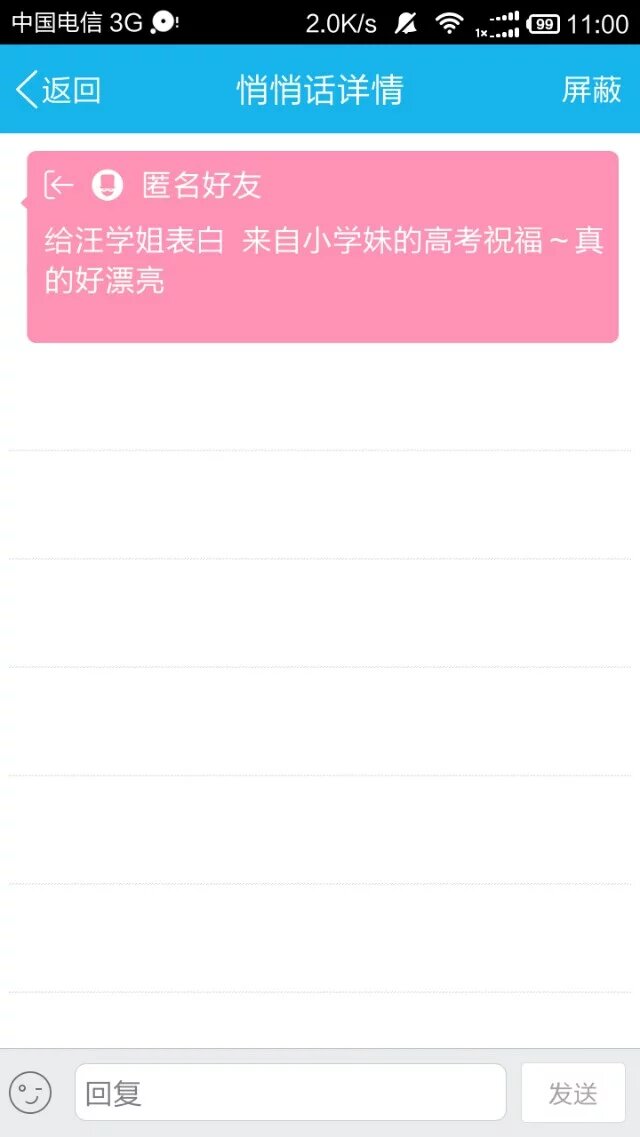 中国电信 3G 2.0K/s 1x 99 11:00
返回 悄悄话详情 屏蔽
匿名好友
给汪学姐表白 来自小学妹的高考祝福～真
的好漂亮
回复 发送